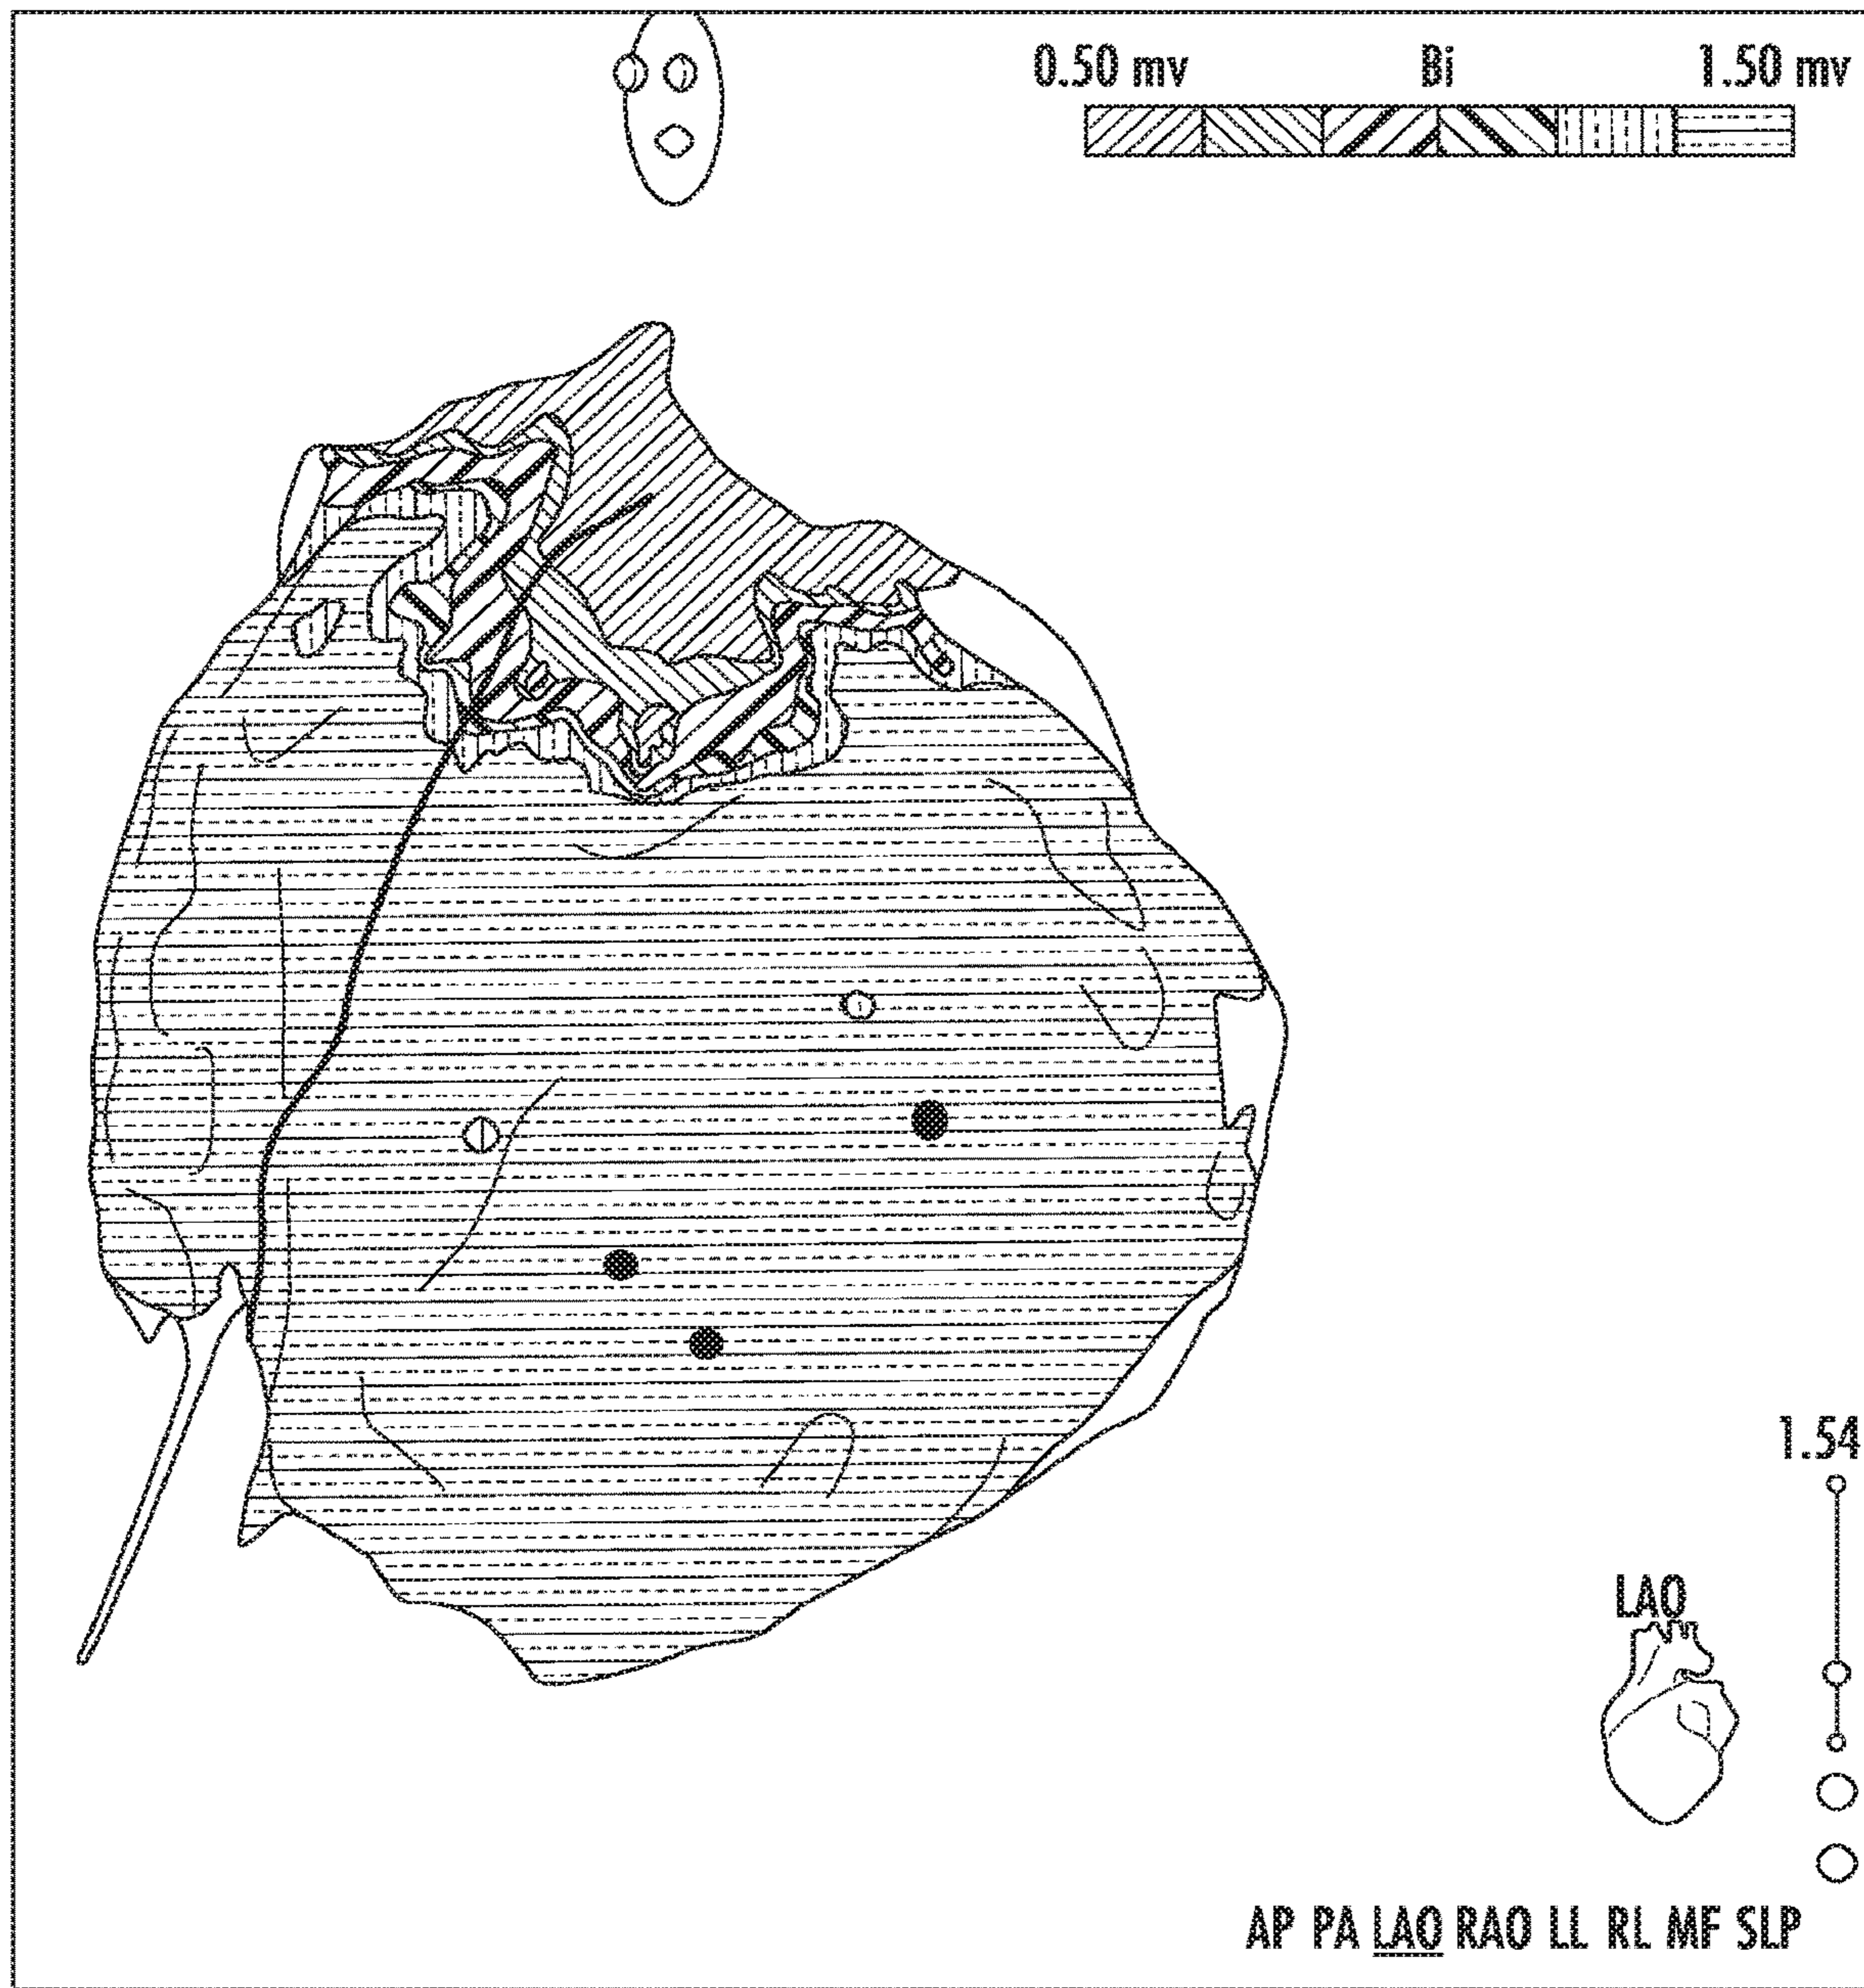 0.50 mv Bi 1.50 mv
1.54
LAO
AP PA LAO RAO LL RL MF SLP